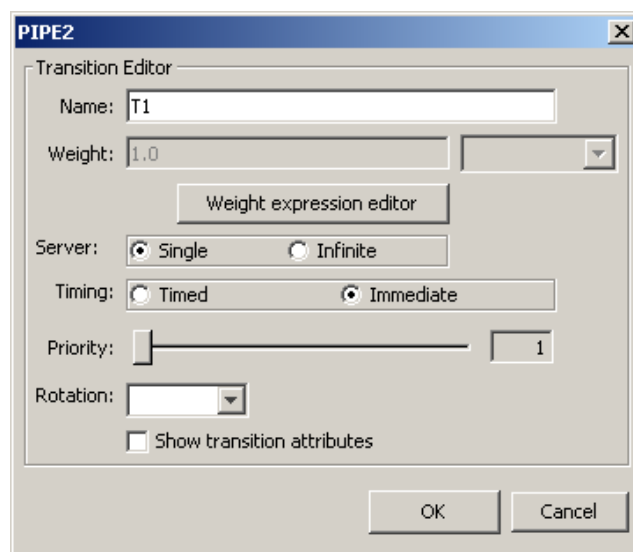 PIPE2
Transition Editor
Name: T1
Weight: 1.0
Weight expression editor
Server: Single Infinite
Timing: Timed Immediate
Priority: 1
Rotation:
Show transition attributes
OK Cancel